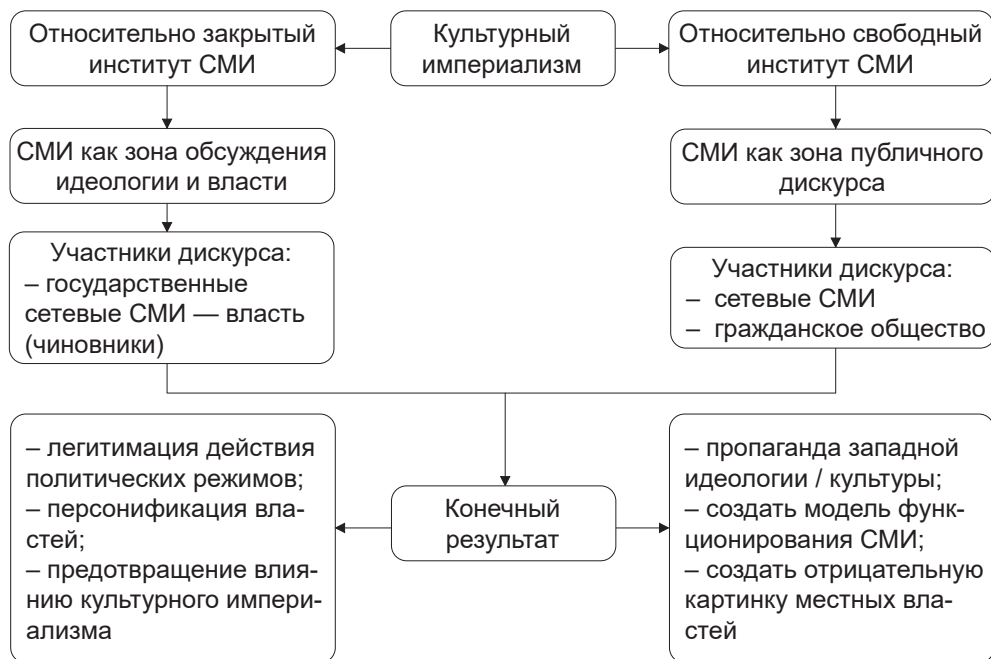 Относительно закрытый
институт СМИ
Культурный
империализм
Относительно свободный
институт СМИ
СМИ как зона обсуждения
идеологии и власти
СМИ как зона публичного
дискурса
Участники дискурса:
– государственные
сетевые СМИ — власть
(чиновники)
Участники дискурса:
– сетевые СМИ
– гражданское общество
– легитимация действия
политических режимов;
– персонификация вла-
стей;
– предотвращение влия-
нию культурного импери-
ализма
Конечный
результат
– пропаганда западной
идеологии / культуры;
– создать модель функ-
ционирования СМИ;
– создать отрицательную
картинку местных вла-
стей